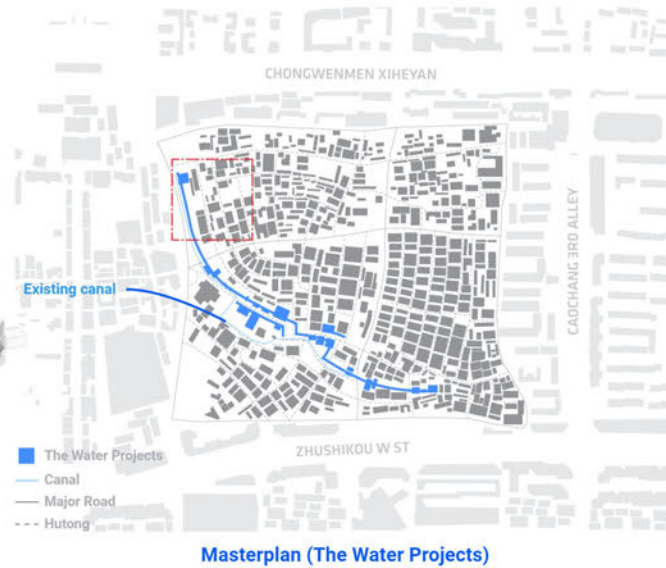 CHONGWENMEN XIHEYAN
CAOCHANG 3RD ALLEY
Existing canal
ZHUSHIKOU W ST
The Water Projects
Canal
Major Road
Hutong
Masterplan (The Water Projects)